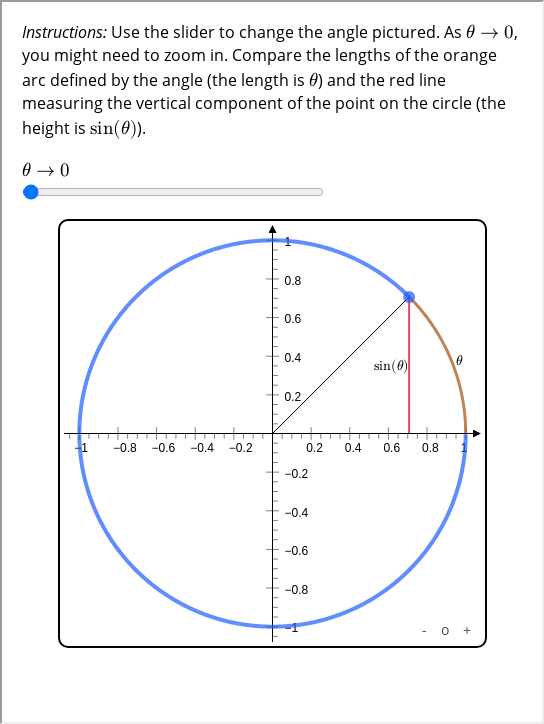 Instructions: Use the slider to change the angle pictured. As θ → 0,
you might need to zoom in. Compare the lengths of the orange
arc defined by the angle (the length is θ) and the red line
measuring the vertical component of the point on the circle (the
height is sin(θ)).
θ → 0
1
0.8
0.6
sin(θ)
θ
0.4
0.2
−1 −0.8 −0.6 −0.4 −0.2 0.2 0.4 0.6 0.8 1
−0.2
−0.4
−0.6
−0.8
−1
- o +